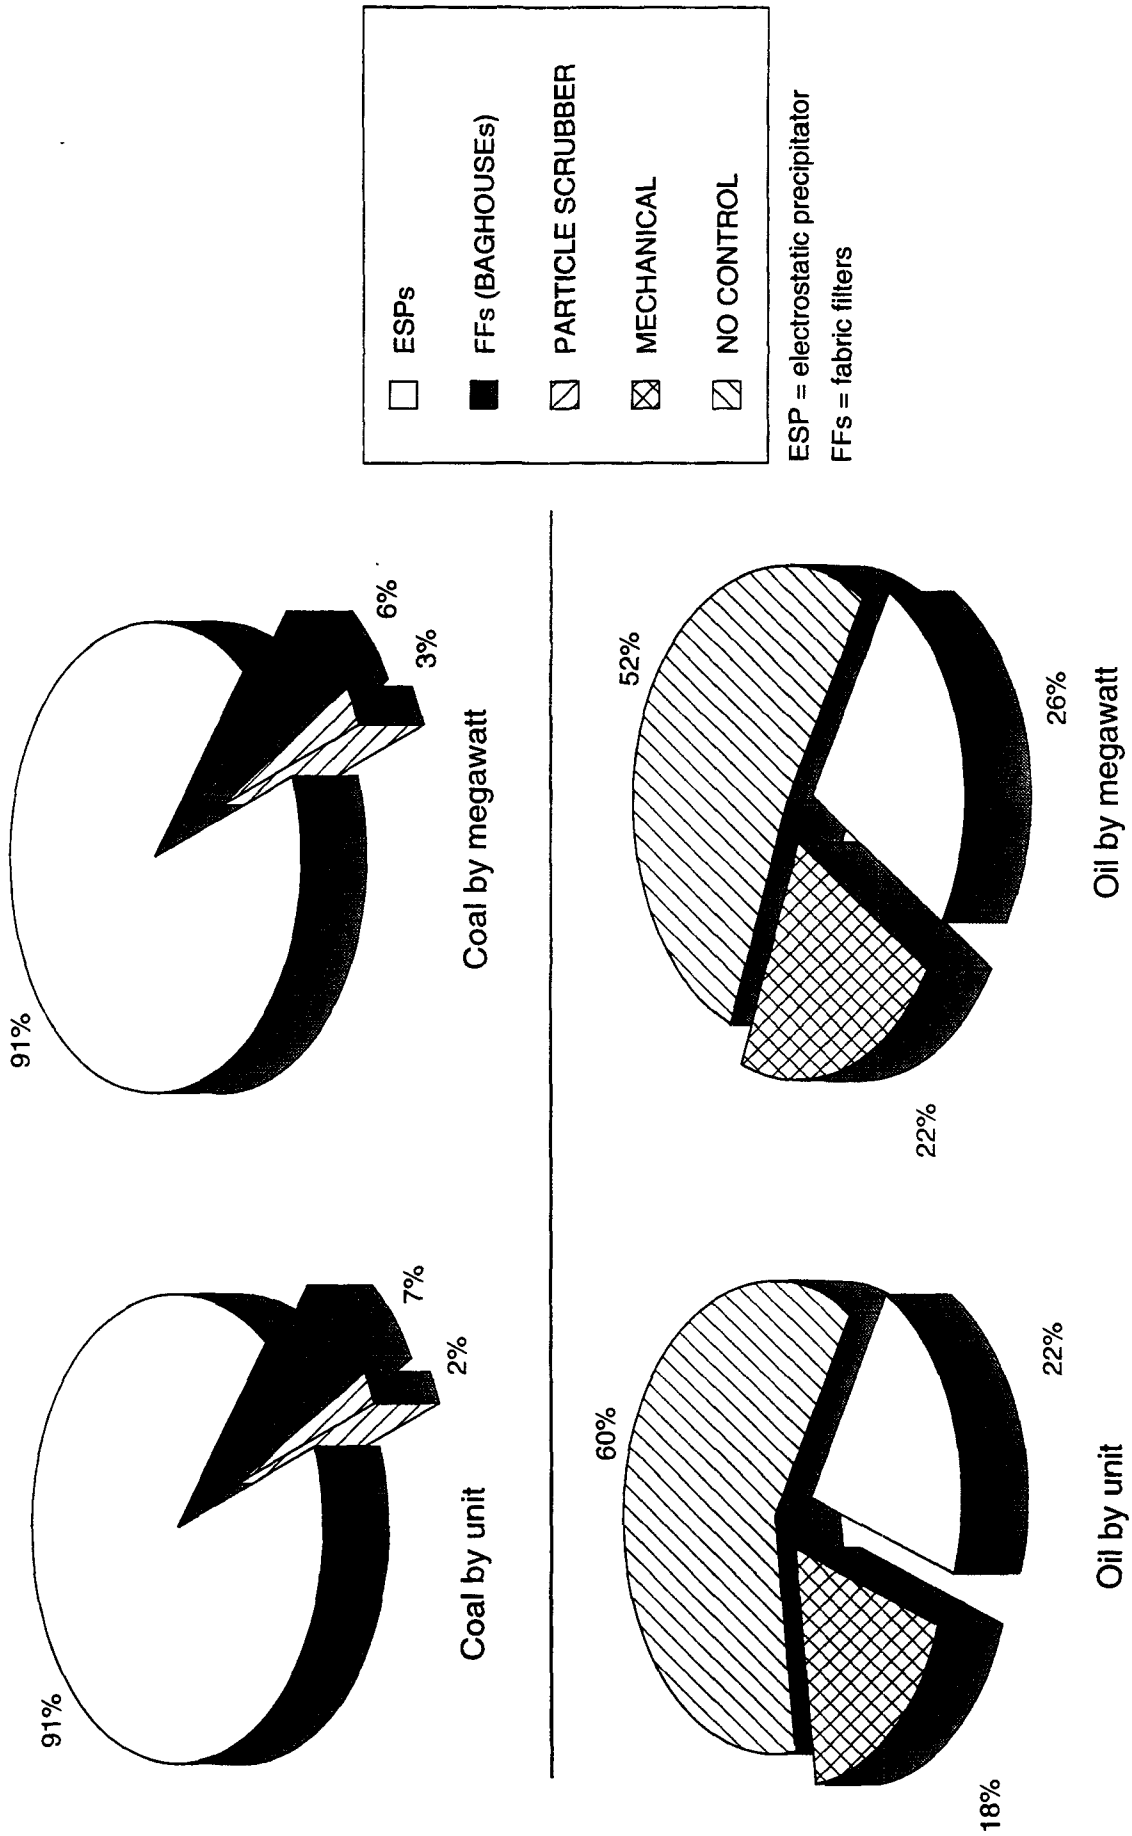 91%
7%
2%
Coal by unit
91%
6%
3%
Coal by megawatt
60%
22%
18%
Oil by unit
52%
26%
22%
Oil by megawatt
ESPs
FFs (BAGHOUSEs)
PARTICLE SCRUBBER
MECHANICAL
NO CONTROL
ESP = electrostatic precipitator
FFs = fabric filters